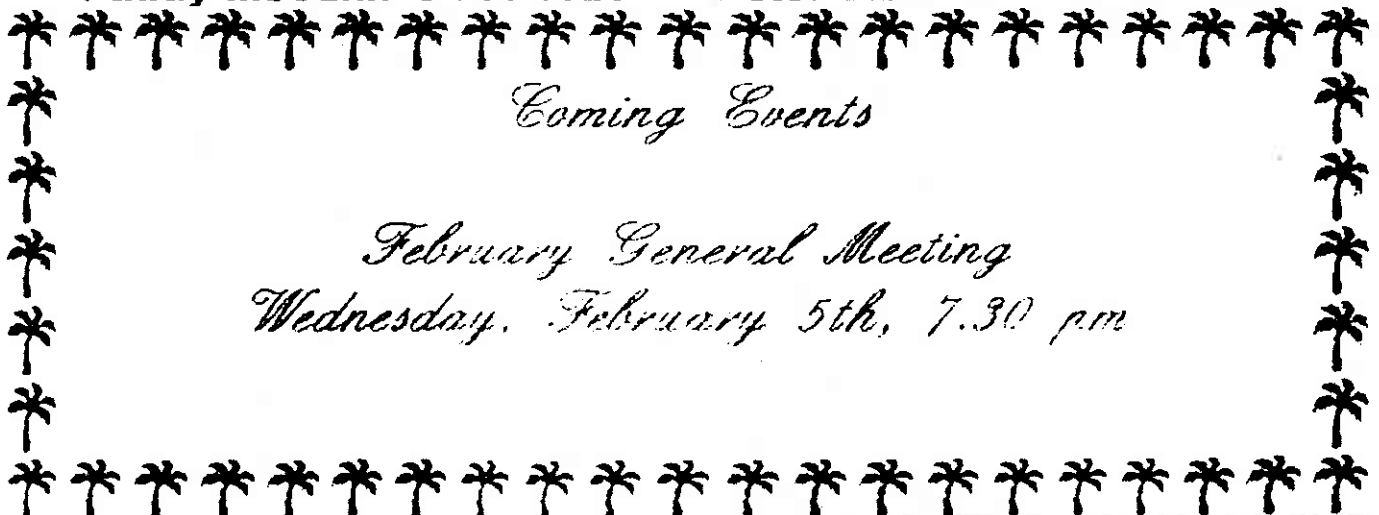 Coming Events
February General Meeting
Wednesday, February 5th, 7.30 pm